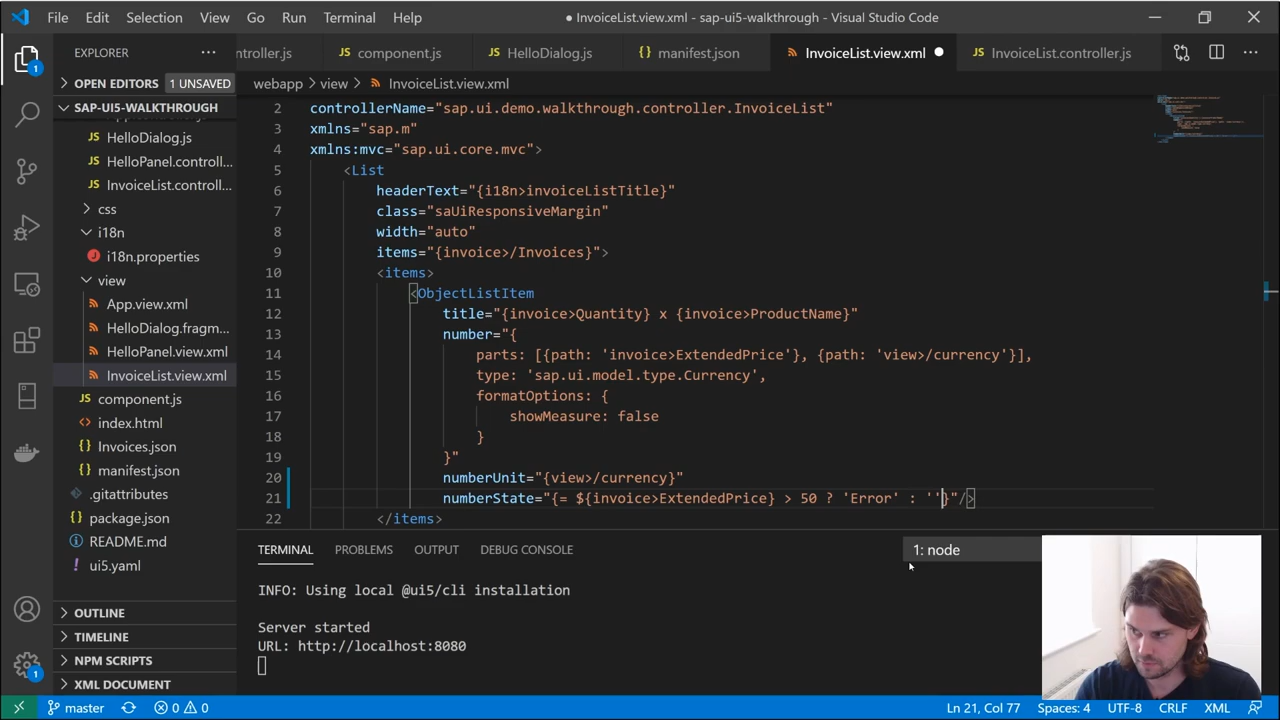 File Edit Selection View Go Run Terminal Help
● InvoiceList.view.xml - sap-ui5-walkthrough - Visual Studio Code
EXPLORER
ontroller.js component.js HelloDialog.js manifest.json InvoiceList.view.xml InvoiceList.controller.js
OPEN EDITORS 1 UNSAVED
webapp > view > InvoiceList.view.xml
SAP-UI5-WALKTHROUGH
HelloDialog.js
HelloPanel.controll...
InvoiceList.controll...
css
i18n
i18n.properties
view
App.view.xml
HelloDialog.fragm...
HelloPanel.view.xml
InvoiceList.view.xml
component.js
index.html
Invoices.json
manifest.json
.gitattributes
package.json
README.md
ui5.yaml
OUTLINE
TIMELINE
NPM SCRIPTS
XML DOCUMENT
2 controllerName="sap.ui.demo.walkthrough.controller.InvoiceList"
3 xmlns="sap.m"
4 xmlns:mvc="sap.ui.core.mvc">
5 <List
6 headerText="{i18n>invoiceListTitle}"
7 class="saUiResponsiveMargin"
8 width="auto"
9 items="{invoice>/Invoices}">
10 <items>
11 <ObjectListItem
12 title="{invoice>Quantity} x {invoice>ProductName}"
13 number="{
14 parts: [{path: 'invoice>ExtendedPrice'}, {path: 'view>/currency'}],
15 type: 'sap.ui.model.type.Currency',
16 formatOptions: {
17 showMeasure: false
18 }
19 }"
20 numberUnit="{view>/currency}"
21 numberState="{= ${invoice>ExtendedPrice} > 50 ? 'Error' : ''}"/>
22 </items>
TERMINAL PROBLEMS OUTPUT DEBUG CONSOLE 1: node
INFO: Using local @ui5/cli installation
Server started
URL: http://localhost:8080
1
1
master 0 0 Ln 21, Col 77 Spaces: 4 UTF-8 CRLF XML